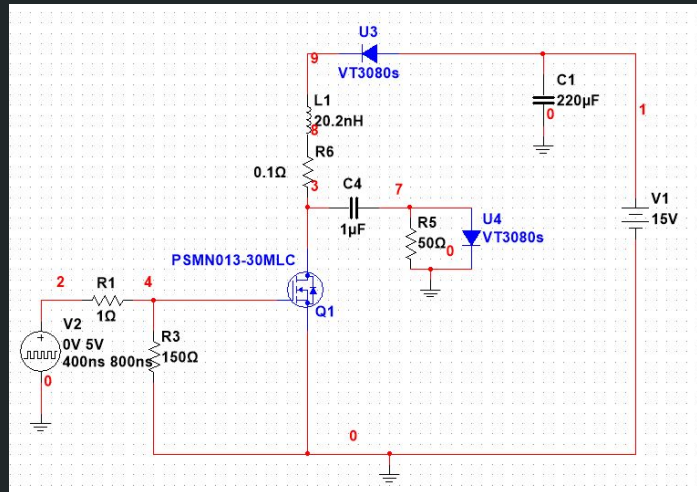 U3
9
VT3080s
C1
220µF
0
1
L1
20.2nH
8
R6
0.1Ω
3
C4
1µF
7
R5
50Ω
0
U4
VT3080s
V1
15V
PSMN013-30MLC
Q1
2
R1
1Ω
4
V2
0V 5V
400ns 800ns
0
R3
150Ω
0